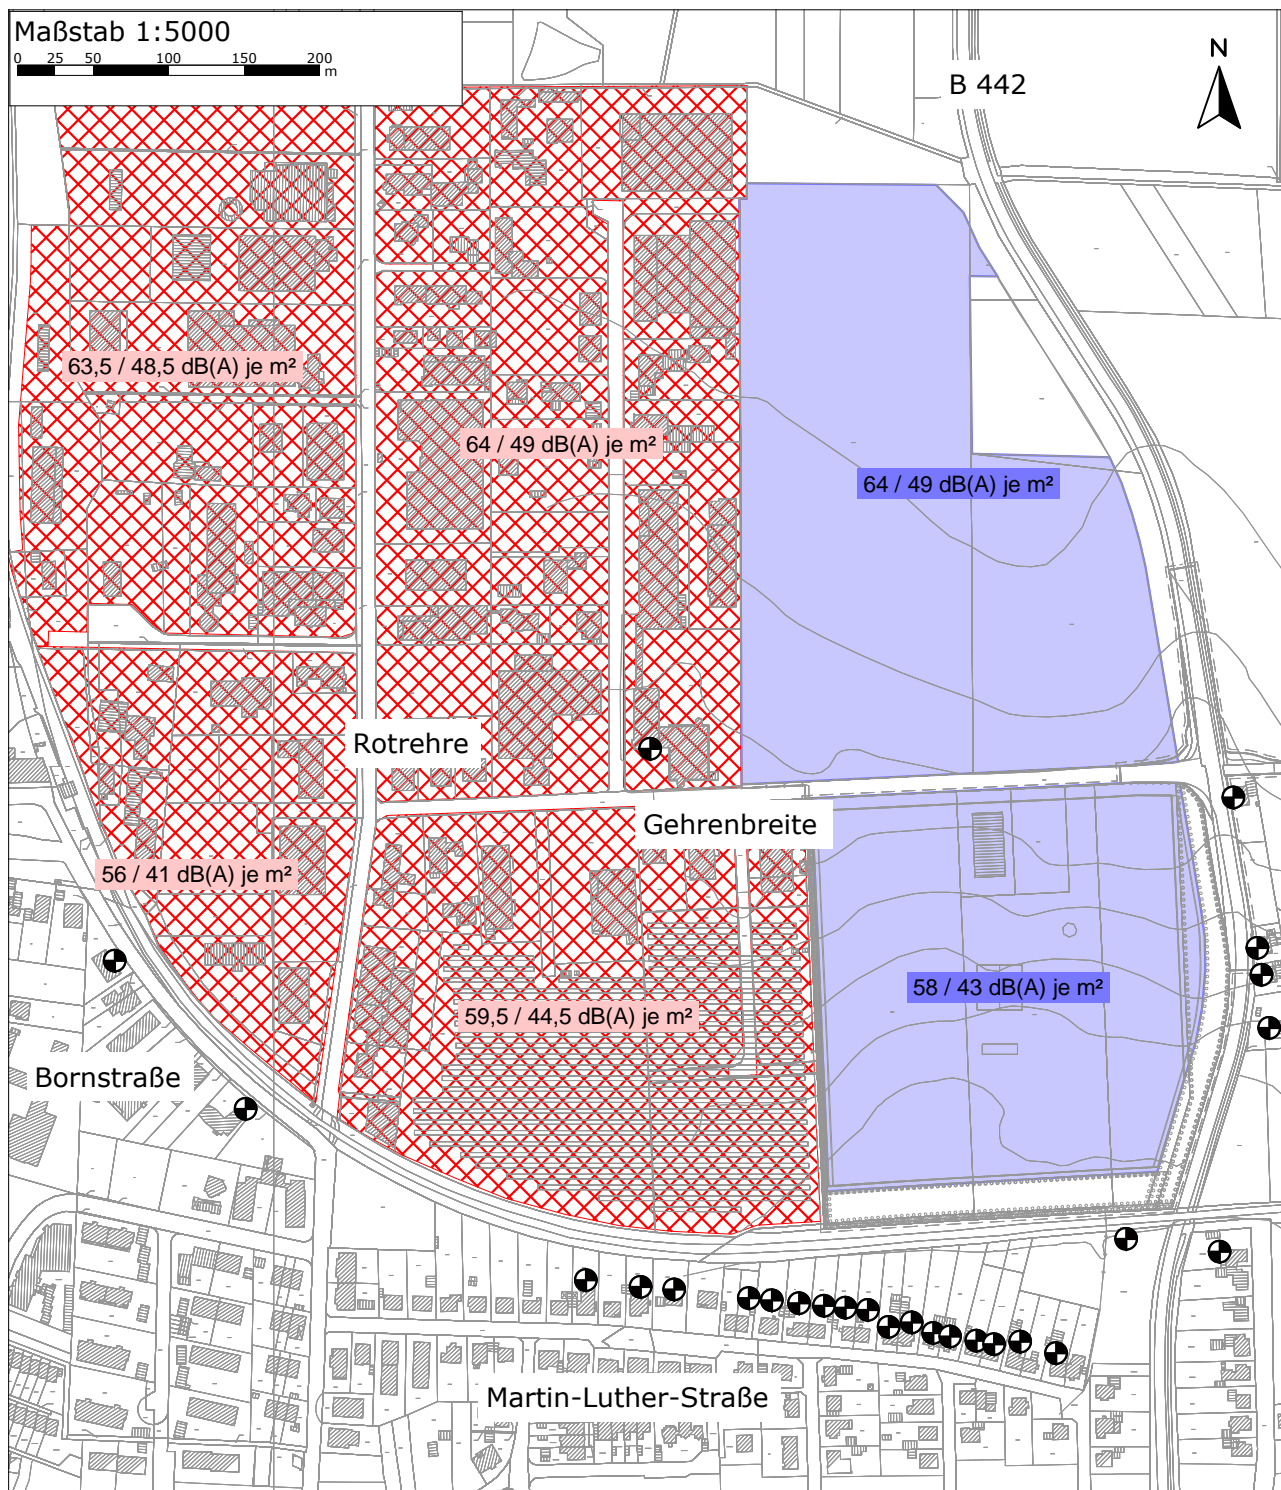 Maßstab 1:5000
0 25 50 100 150 200
m
N
B 442
63,5 / 48,5 dB(A) je m²
64 / 49 dB(A) je m²
64 / 49 dB(A) je m²
Rotrehre
Gehrenbreite
56 / 41 dB(A) je m²
58 / 43 dB(A) je m²
59,5 / 44,5 dB(A) je m²
Bornstraße
Martin-Luther-Straße